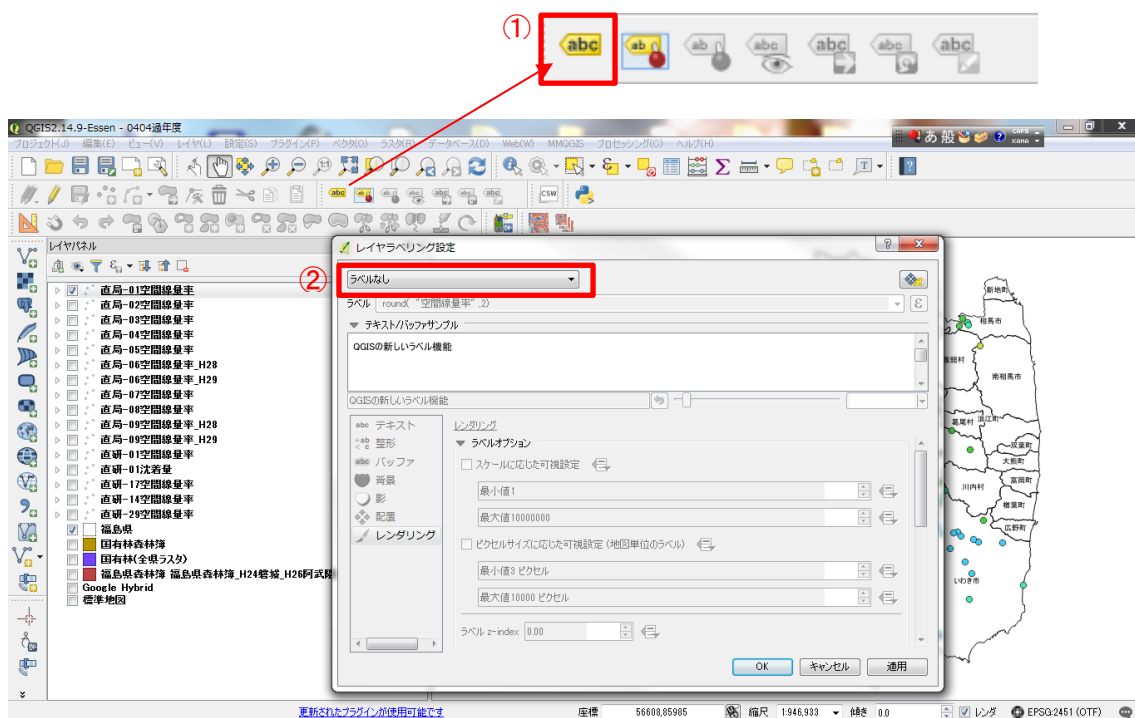 ①
abc
QGIS2.14.9-Essen - 0404過年度
プロジェクト(J) 編集(E) ビュー(V) レイヤ(L) 設定(S) プラグイン(P) ベクタ(O) ラスタ(R) データベース(D) Web(W) MMQGIS プロセッシング(C) ヘルプ(H)
あ 般 CAPS KANA
CSW
レイヤパネル
直局-01空間線量率
直局-02空間線量率
直局-03空間線量率
直局-04空間線量率
直局-05空間線量率
直局-06空間線量率_H28
直局-06空間線量率_H29
直局-07空間線量率
直局-08空間線量率
直局-09空間線量率_H28
直局-09空間線量率_H29
直研-01空間線量率
直研-01沈着量
直研-17空間線量率
直研-14空間線量率
直研-29空間線量率
福島県
国有林森林簿
国有林(全県ラスタ)
福島県森林簿 福島県森林簿_H24磐城_H26阿武隈
Google Hybrid
標準地図
レイヤラベリング設定
②
ラベルなし
ラベル round( "空間線量率" ,2)
テキスト/バッファサンプル
QGISの新しいラベル機能
QGISの新しいラベル機能
abc テキスト
整形
abc バッファ
背景
影
配置
レンダリング
レンダリング
ラベルオプション
スケールに応じた可視設定
最小値1
最大値10000000
ピクセルサイズに応じた可視設定(地図単位のラベル)
最小値3 ピクセル
最大値10000 ピクセル
ラベル z-index 0.00
OK キャンセル 適用
新地町
相馬市
飯舘村
南相馬市
葛尾村
浪江町
双葉町
大熊町
富岡町
川内村
楢葉町
広野町
いわき市
更新されたプラグインが使用可能です
座標 56608,85985 縮尺 1:946,933 傾き 0.0 レンダ EPSG:2451 (OTF)